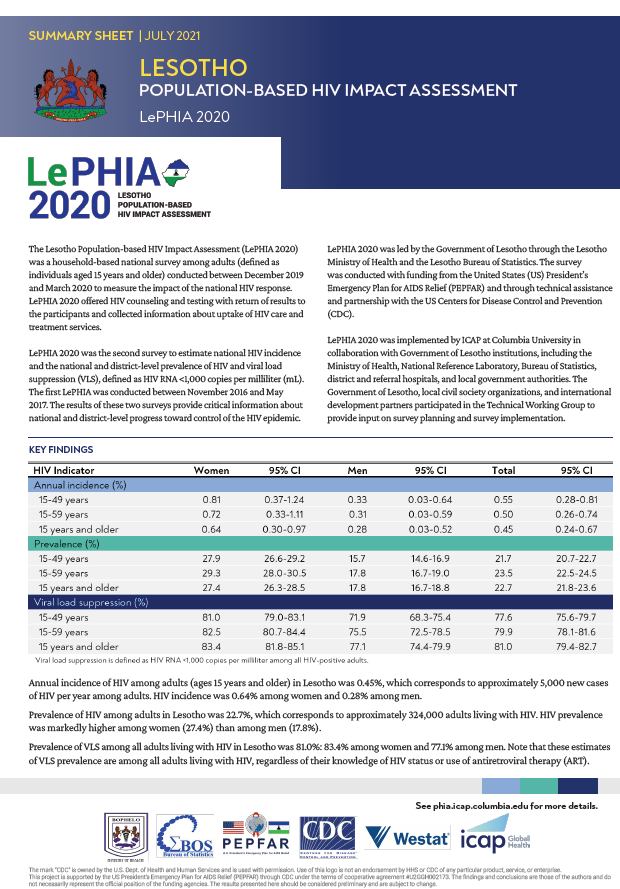 SUMMARY SHEET | JULY 2021
LESOTHO
POPULATION-BASED HIV IMPACT ASSESSMENT
LePHIA 2020
LePHIA
2020
LESOTHO
POPULATION-BASED
HIV IMPACT ASSESSMENT
The Lesotho Population-based HIV Impact Assessment (LePHIA 2020)
was a household-based national survey among adults (defined as
individuals aged 15 years and older) conducted between December 2019
and March 2020 to measure the impact of the national HIV response.
LePHIA 2020 offered HIV counseling and testing with return of results to
the participants and collected information about uptake of HIV care and
treatment services.
LePHIA 2020 was the second survey to estimate national HIV incidence
and the national and district-level prevalence of HIV and viral load
suppression (VLS), defined as HIV RNA <1,000 copies per milliliter (mL).
The first LePHIA was conducted between November 2016 and May
2017. The results of these two surveys provide critical information about
national and district-level progress toward control of the HIV epidemic.
LePHIA 2020 was led by the Government of Lesotho through the Lesotho
Ministry of Health and the Lesotho Bureau of Statistics. The survey
was conducted with funding from the United States (US) President's
Emergency Plan for AIDS Relief (PEPFAR) and through technical assistance
and partnership with the US Centers for Disease Control and Prevention
(CDC).
LePHIA 2020 was implemented by ICAP at Columbia University in
collaboration with Government of Lesotho institutions, including the
Ministry of Health, National Reference Laboratory, Bureau of Statistics,
district and referral hospitals, and local government authorities. The
Government of Lesotho, local civil society organizations, and international
development partners participated in the Technical Working Group to
provide input on survey planning and survey implementation.
KEY FINDINGS
HIV Indicator Women 95% CI Men 95% CI Total 95% CI
Annual incidence (%)
15-49 years 0.81 0.37-1.24 0.33 0.03-0.64 0.55 0.28-0.81
15-59 years 0.72 0.33-1.11 0.31 0.03-0.59 0.50 0.26-0.74
15 years and older 0.64 0.30-0.97 0.28 0.03-0.52 0.45 0.24-0.67
Prevalence (%)
15-49 years 27.9 26.6-29.2 15.7 14.6-16.9 21.7 20.7-22.7
15-59 years 29.3 28.0-30.5 17.8 16.7-19.0 23.5 22.5-24.5
15 years and older 27.4 26.3-28.5 17.8 16.7-18.8 22.7 21.8-23.6
Viral load suppression (%)
15-49 years 81.0 79.0-83.1 71.9 68.3-75.4 77.6 75.6-79.7
15-59 years 82.5 80.7-84.4 75.5 72.5-78.5 79.9 78.1-81.6
15 years and older 83.4 81.8-85.1 77.1 74.4-79.9 81.0 79.4-82.7
Viral load suppression is defined as HIV RNA <1,000 copies per milliliter among all HIV-positive adults.
Annual incidence of HIV among adults (ages 15 years and older) in Lesotho was 0.45%, which corresponds to approximately 5,000 new cases
of HIV per year among adults. HIV incidence was 0.64% among women and 0.28% among men.
Prevalence of HIV among adults in Lesotho was 22.7%, which corresponds to approximately 324,000 adults living with HIV. HIV prevalence
was markedly higher among women (27.4%) than among men (17.8%).
Prevalence of VLS among all adults living with HIV in Lesotho was 81.0%: 83.4% among women and 77.1% among men. Note that these estimates
of VLS prevalence are among all adults living with HIV, regardless of their knowledge of HIV status or use of antiretroviral therapy (ART).
See phia.icap.columbia.edu for more details.
BOPHELO
MINISTRY OF HEALTH
BOS
Bureau of Statistics
PEPFAR
CDC
CENTERS FOR DISEASE
CONTROL AND PREVENTION
Westat
icap Global Health
The mark "CDC" is owned by the U.S. Dept. of Health and Human Services and is used with permission. Use of this logo is not an endorsement by HHS or CDC of any particular product, service, or enterprise.
This project is supported by the US President's Emergency Plan for AIDS Relief (PEPFAR) through CDC under the terms of cooperative agreement #U2GGH002173. The findings and conclusions are those of the authors and do
not necessarily represent the official position of the funding agencies. The results presented here should be considered preliminary and are subject to change.